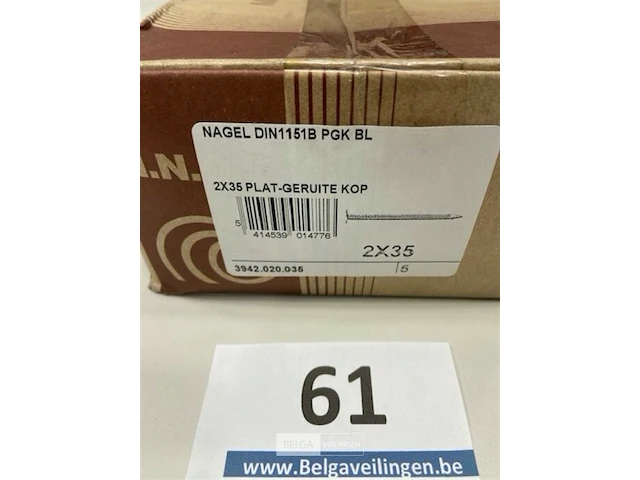 NAGEL DIN1151B PGK BL
.N.
2X35 PLAT-GERUITE KOP
5 414539 014776
2X35
3942.020.035 5
61
BELGA VEILINGEN
www.Belgaveilingen.be